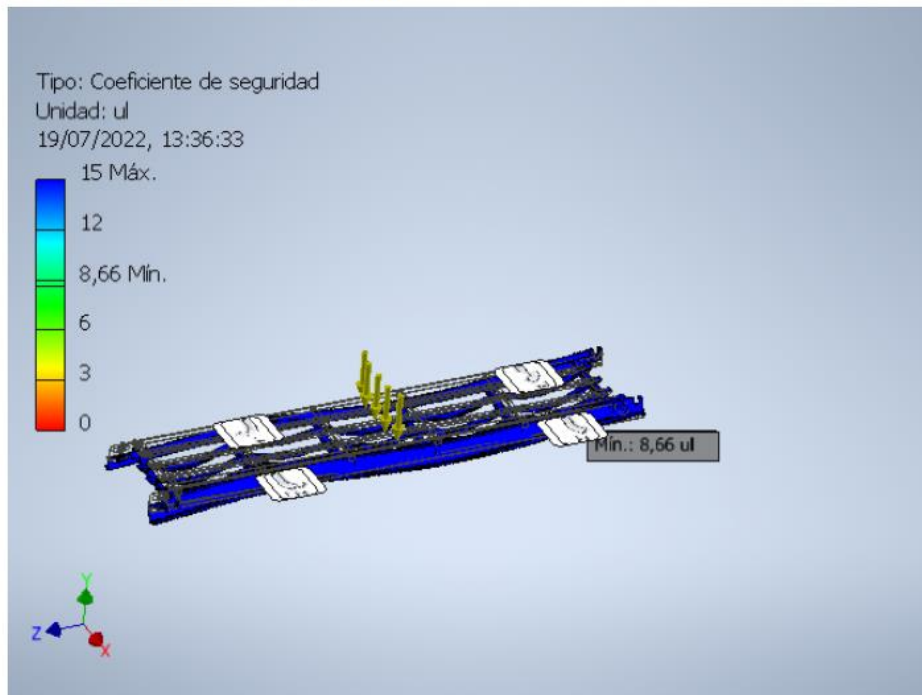 Tipo: Coeficiente de seguridad
Unidad: ul
19/07/2022, 13:36:33
15 Máx.
12
8,66 Mín.
6
3
0
Mín.: 8,66 ul
Y
Z
X